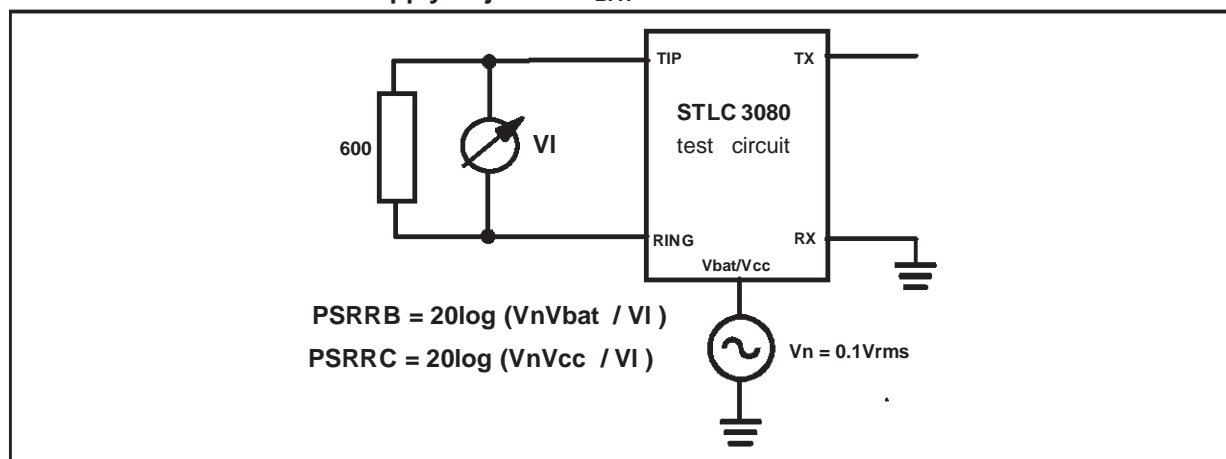 TIP
TX
STLC 3080
test circuit
600
VI
RING
RX
Vbat/Vcc
PSRRB = 20log (VnVbat / VI )
PSRRC = 20log (VnVcc / VI )
Vn = 0.1Vrms